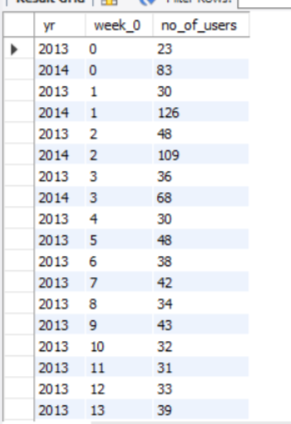 Result Grid
Filter Rows:
yr week_0 no_of_users
2013 0 23
2014 0 83
2013 1 30
2014 1 126
2013 2 48
2014 2 109
2013 3 36
2014 3 68
2013 4 30
2013 5 48
2013 6 38
2013 7 42
2013 8 34
2013 9 43
2013 10 32
2013 11 31
2013 12 33
2013 13 39